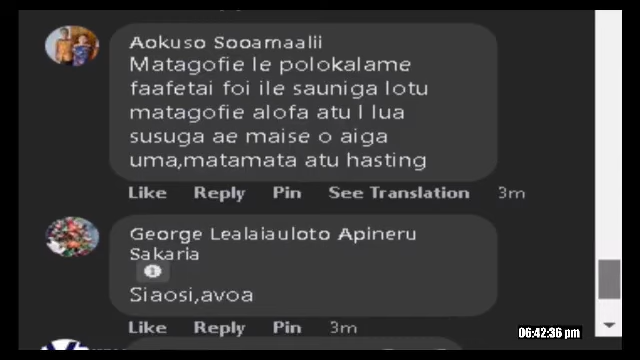 Aokuso Sooamaalii
Matagofie le polokalame
faafetai foi ile sauniga lotu
matagofie alofa atu l lua
susuga ae maise o aiga
uma,matamata atu hasting
Like Reply Pin See Translation 3m
George Lealaiauloto Apineru
Sakaria
Siaosi,avoa
Like Reply Pin 3m
06:42:36 pm